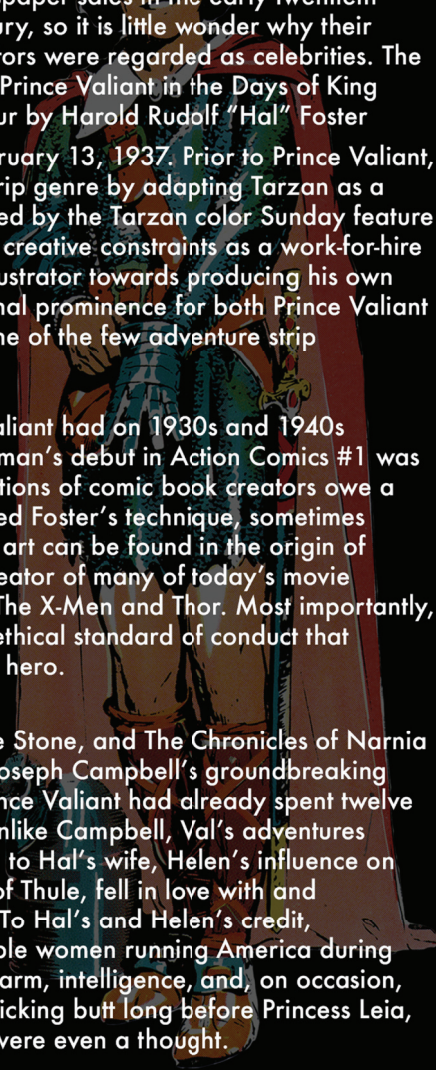 spaper sales in the early twentieth
ury, so it is little wonder why their
ors were regarded as celebrities. The
Prince Valiant in the Days of King
ur by Harold Rudolf “Hal” Foster
ruary 13, 1937. Prior to Prince Valiant,
rip genre by adapting Tarzan as a
ed by the Tarzan color Sunday feature
creative constraints as a work-for-hire
ustrator towards producing his own
nal prominence for both Prince Valiant
ne of the few adventure strip
aliant had on 1930s and 1940s
man’s debut in Action Comics #1 was
tions of comic book creators owe a
ed Foster’s technique, sometimes
art can be found in the origin of
eator of many of today’s movie
The X-Men and Thor. Most importantly,
ethical standard of conduct that
hero.
e Stone, and The Chronicles of Narnia
oseph Campbell’s groundbreaking
nce Valiant had already spent twelve
nlike Campbell, Val’s adventures
to Hal’s wife, Helen’s influence on
of Thule, fell in love with and
To Hal’s and Helen’s credit,
ble women running America during
arm, intelligence, and, on occasion,
icking butt long before Princess Leia,
were even a thought.